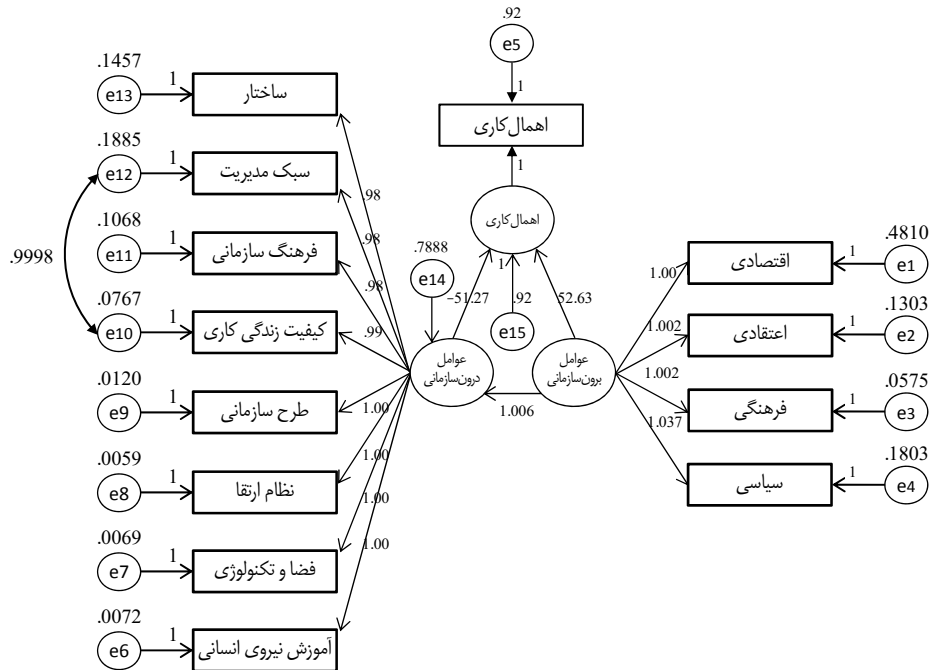 .92
e5
1
اهمال‌کاری
1
اهمال‌کاری
.1457
e13
1
ساختار
.98
.1885
e12
1
سبک مدیریت
.98
.1068
e11
1
فرهنگ سازمانی
.98
.9998
.0767
e10
1
کیفیت زندگی کاری
.99
.0120
e9
1
طرح سازمانی
1.00
.0059
e8
1
نظام ارتقا
1.00
.0069
e7
1
فضا و تکنولوژی
1.00
.0072
e6
1
آموزش نیروی انسانی
1.00
.7888
e14
-51.27
1
.92
e15
52.63
عوامل
درون‌سازمانی
1.006
عوامل
برون‌سازمانی
1.00
اقتصادی
1
.4810
e1
1.002
اعتقادی
1
.1303
e2
1.002
فرهنگی
1
.0575
e3
1.037
سیاسی
1
.1803
e4